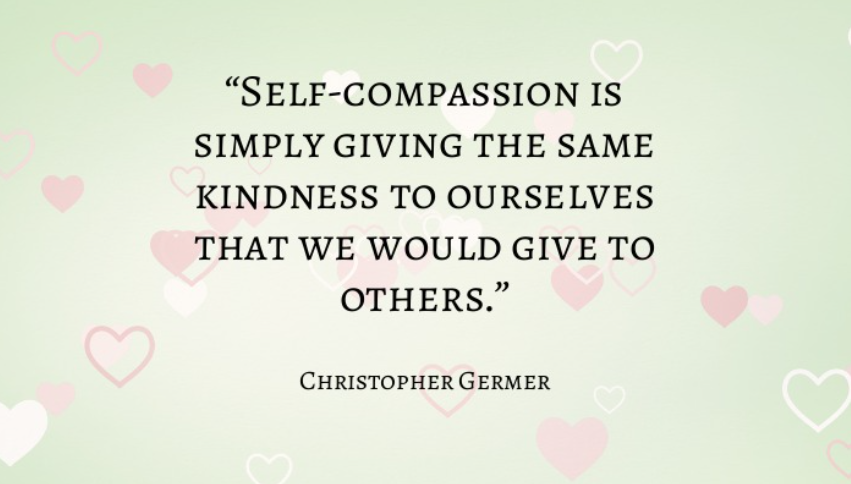 “Self-compassion is
simply giving the same
kindness to ourselves
that we would give to
others.”
Christopher Germer